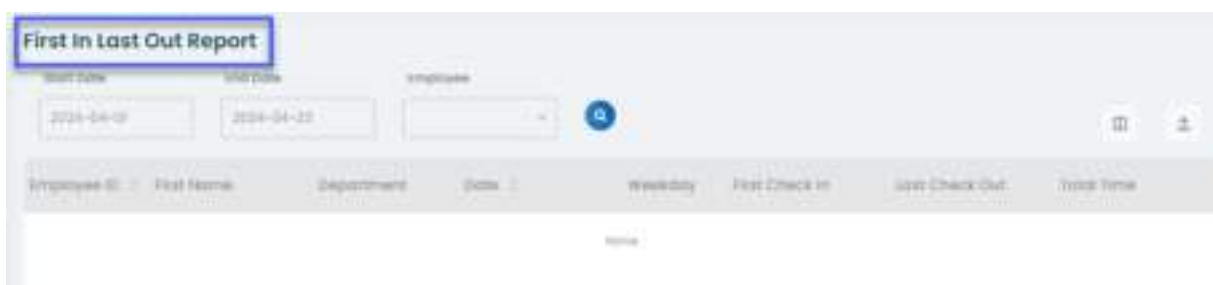 First In Last Out Report
Start Date End Date Employee
2024-04-01 2024-04-23
Employee ID First Name Department Date Weekday First Check In Last Check Out Total Time
None